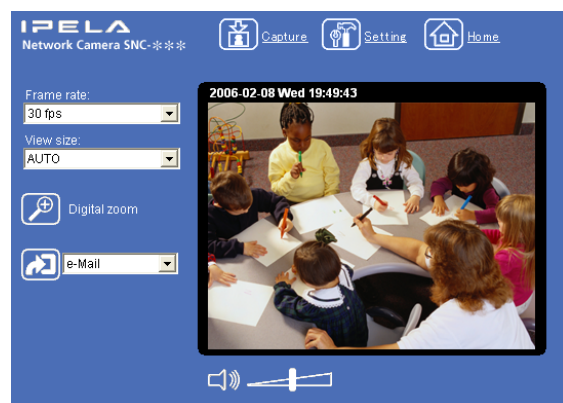 IPELA
Network Camera SNC-***
Capture
Setting
Home
Frame rate:
30 fps
View size:
AUTO
Digital zoom
e-Mail
2006-02-08 Wed 19:49:43